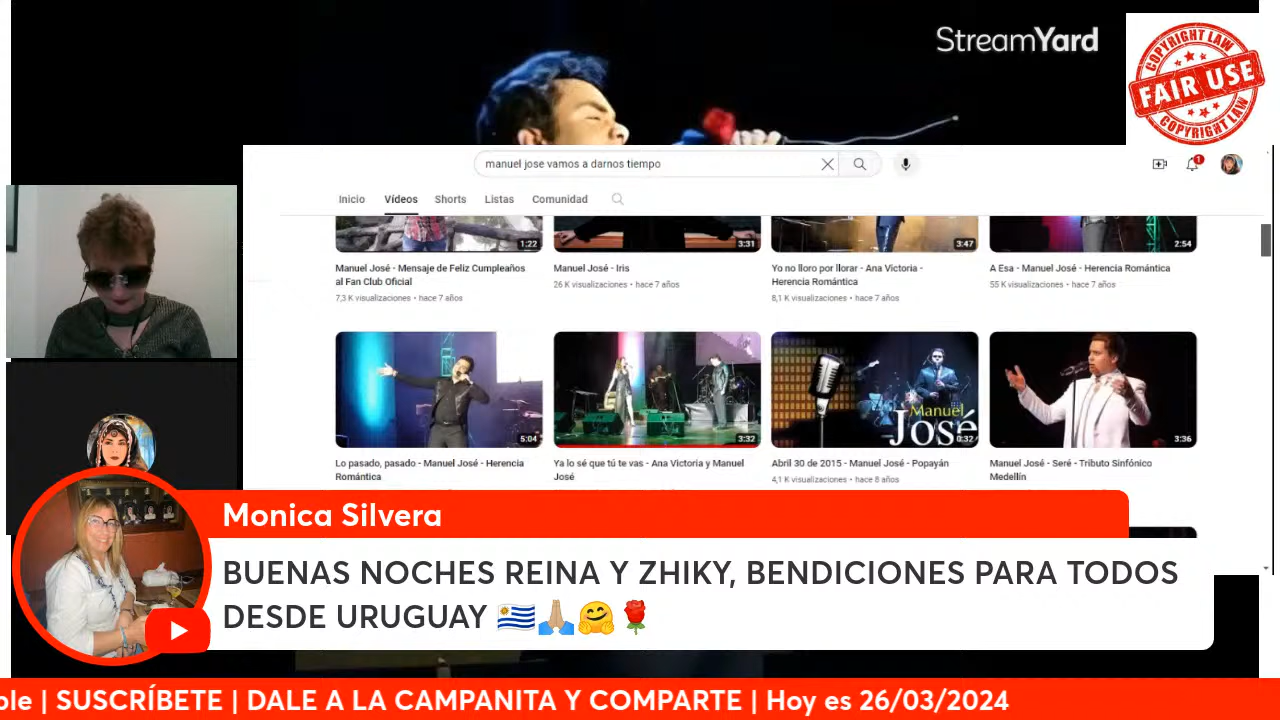 StreamYard
COPYRIGHT LAW
FAIR USE
COPYRIGHT LAW
manuel jose vamos a darnos tiempo
1
Inicio Vídeos Shorts Listas Comunidad
1:22 3:31 3:47 2:54
Manuel José - Mensaje de Feliz Cumpleaños
al Fan Club Oficial
7,3 K visualizaciones • hace 7 años
Manuel José - Iris
26 K visualizaciones • hace 7 años
Yo no lloro por llorar - Ana Victoria -
Herencia Romántica
8,1 K visualizaciones • hace 7 años
A Esa - Manuel José - Herencia Romántica
55 K visualizaciones • hace 7 años
Manuel
José
5:04 3:32 0:32 3:36
Lo pasado, pasado - Manuel José - Herencia
Romántica
Ya lo sé que tú te vas - Ana Victoria y Manuel
José
Abril 30 de 2015 - Manuel José - Popayán
4,1 K visualizaciones • hace 8 años
Manuel José - Seré - Tributo Sinfónico
Medellín
Monica Silvera
BUENAS NOCHES REINA Y ZHIKY, BENDICIONES PARA TODOS
DESDE URUGUAY 🇺🇾🙏🏼🤗🌹
ole | SUSCRÍBETE | DALE A LA CAMPANITA Y COMPARTE | Hoy es 26/03/2024